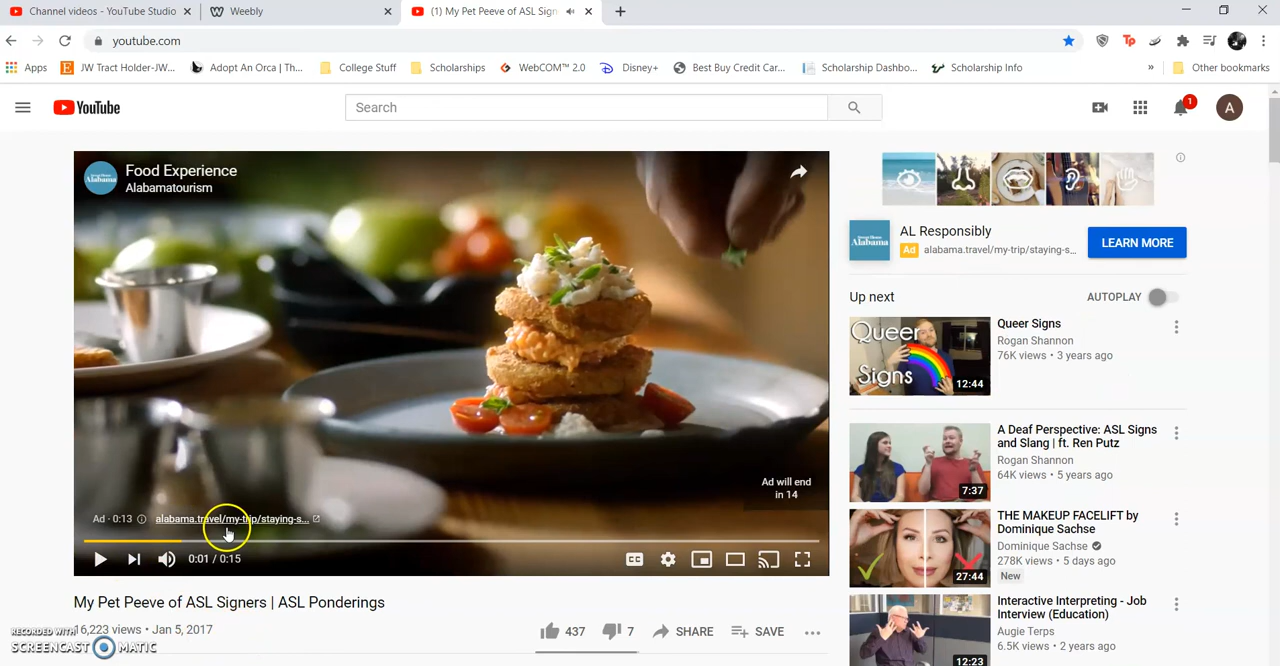 Channel videos - YouTube Studio
Weebly
(1) My Pet Peeve of ASL Sign
youtube.com
Apps
JW Tract Holder-JW...
Adopt An Orca | Th...
College Stuff
Scholarships
WebCOM™ 2.0
Disney+
Best Buy Credit Car...
Scholarship Dashbo...
Scholarship Info
»
Other bookmarks
YouTube
Search
1
A
Food Experience
Alabamatourism
Ad will end
in 14
Ad · 0:13
alabama.travel/my-trip/staying-s...
0:01 / 0:15
CC
My Pet Peeve of ASL Signers | ASL Ponderings
16,223 views • Jan 5, 2017
437
7
SHARE
SAVE
RECORDED WITH
SCREENCAST MATIC
AL Responsibly
Ad alabama.travel/my-trip/staying-s...
LEARN MORE
Up next
AUTOPLAY
Queer Signs
12:44
Queer Signs
Rogan Shannon
76K views • 3 years ago
7:37
A Deaf Perspective: ASL Signs
and Slang | ft. Ren Putz
Rogan Shannon
64K views • 5 years ago
27:44
THE MAKEUP FACELIFT by
Dominique Sachse
Dominique Sachse
278K views • 5 days ago
New
12:23
Interactive Interpreting - Job
Interview (Education)
Augie Terps
6.5K views • 2 years ago